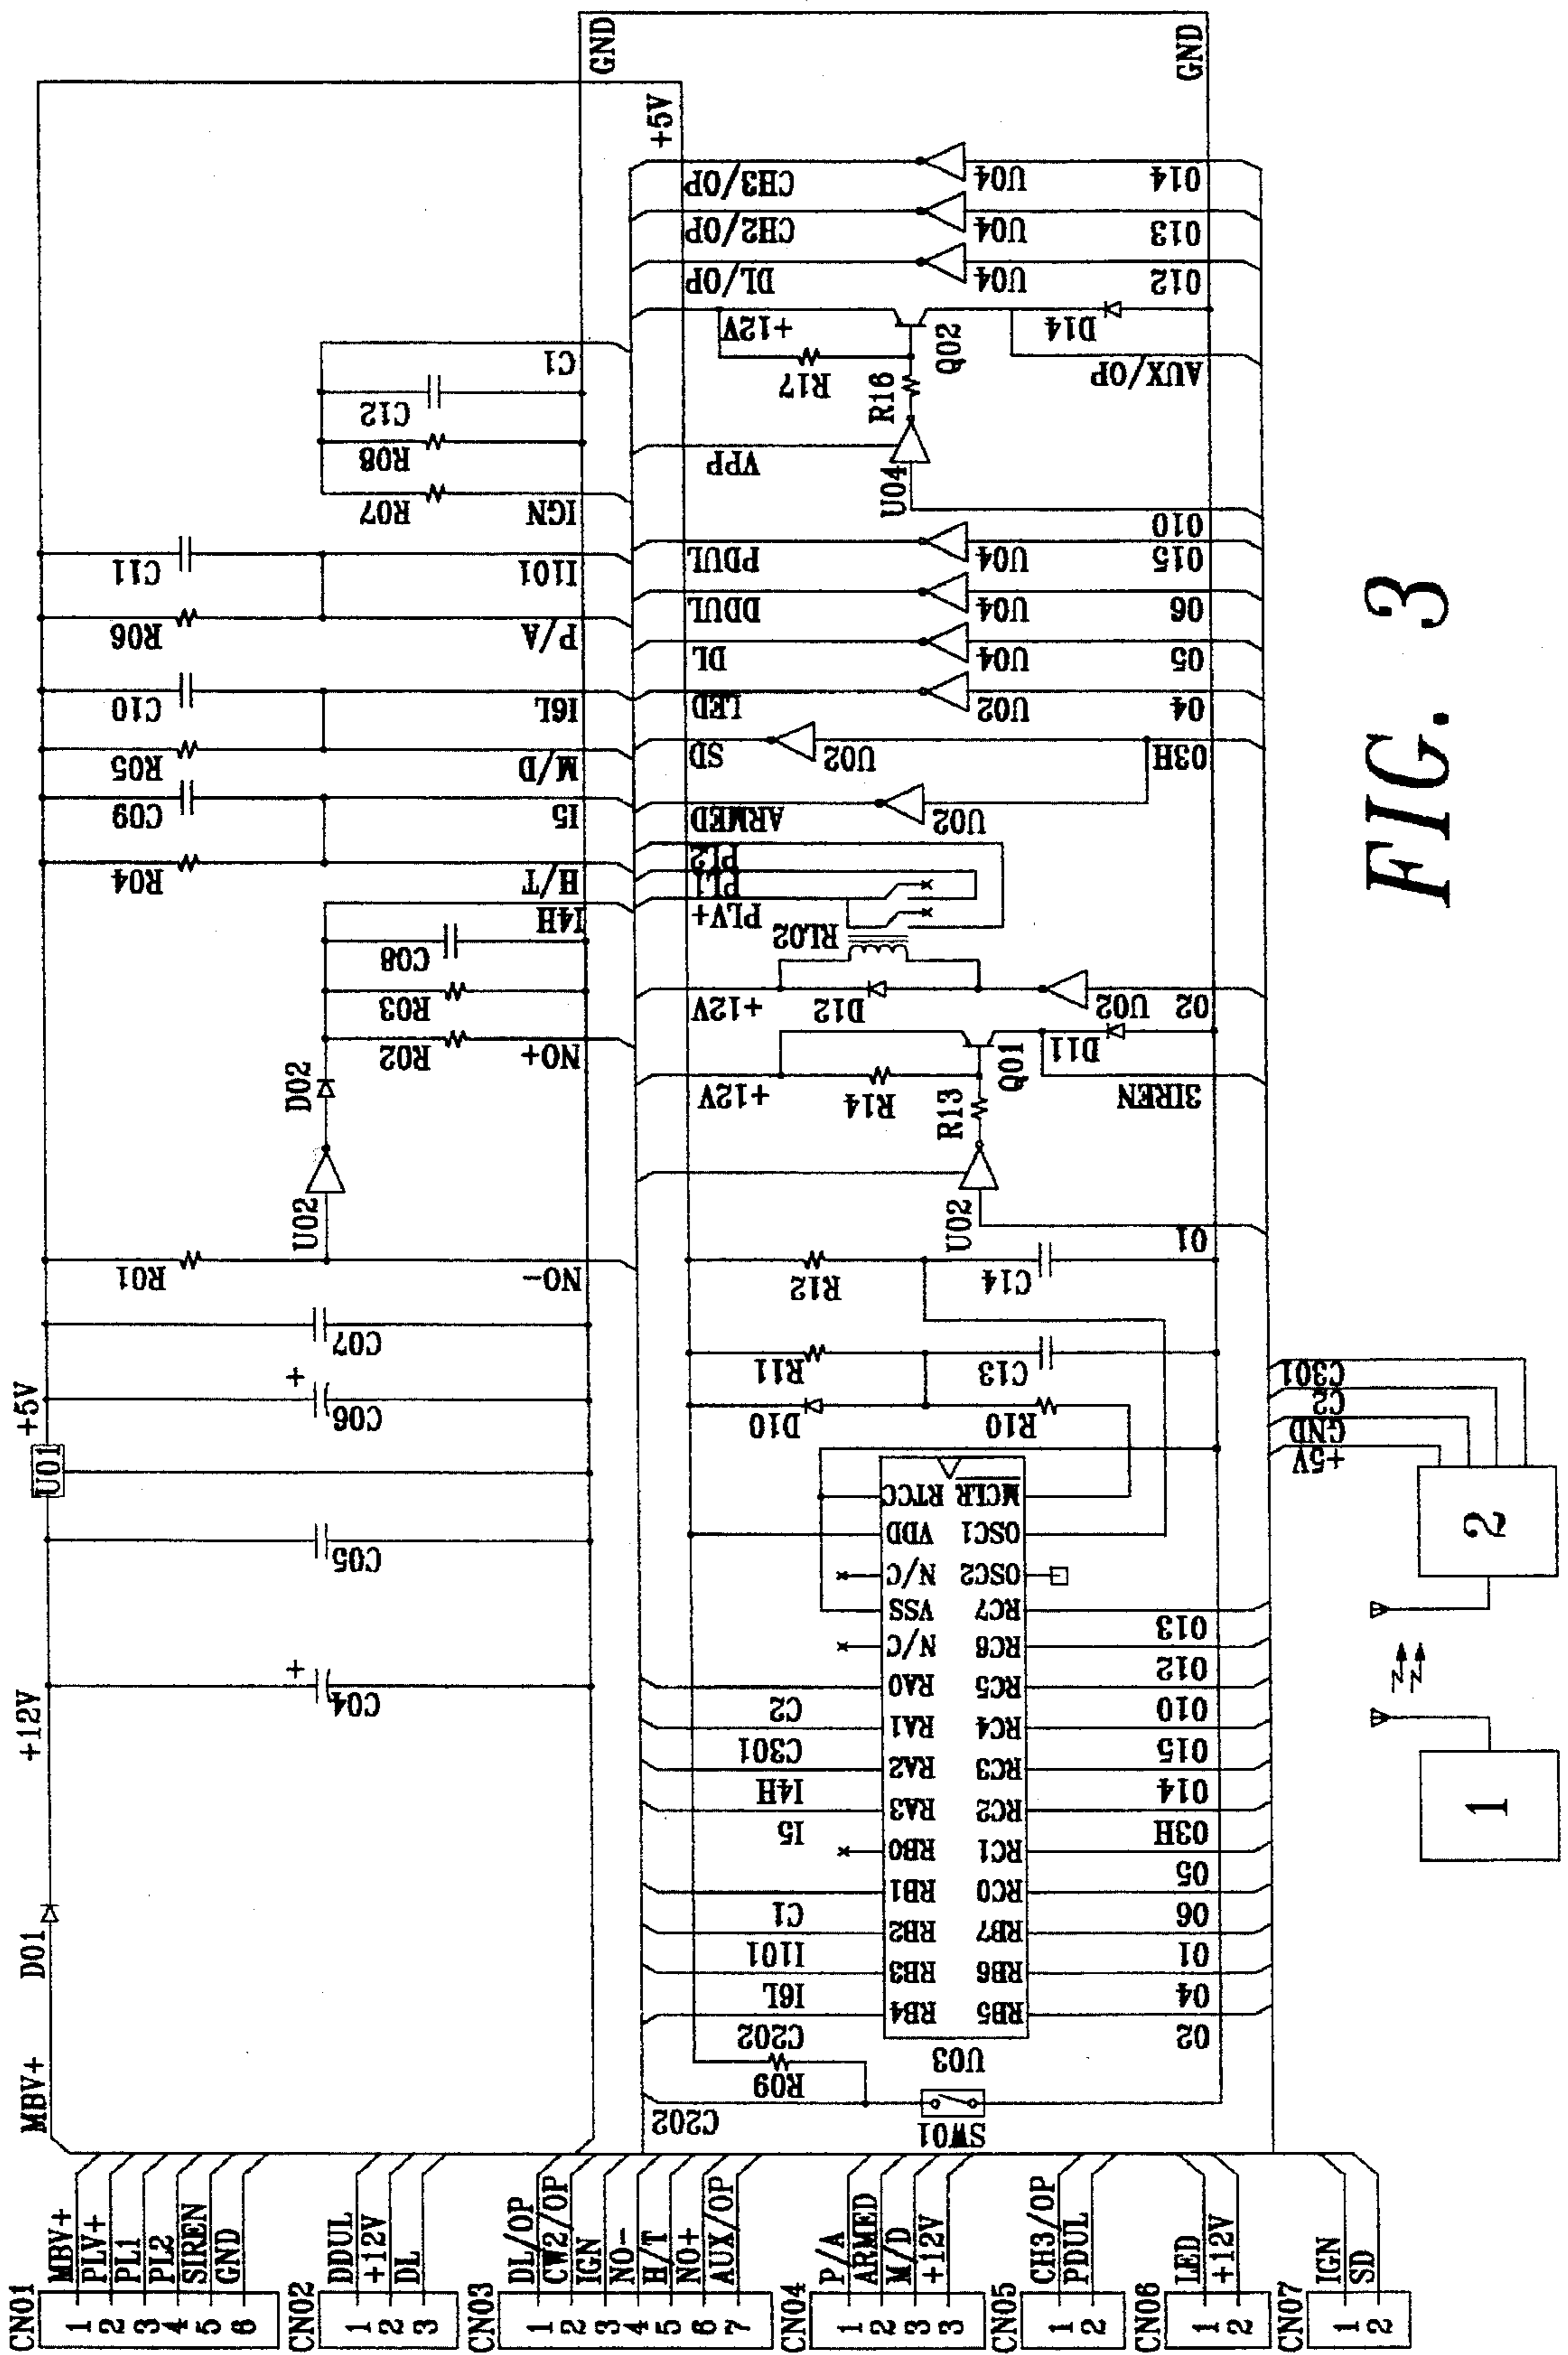 CN01
1 MBV+
2 PLV+
3 PL1
4 PL2
5 SIREN
6 GND
CN02
1 DDUL
2 +12V
3 DL
CN03
1 DL/OP
2 CW2/OP
3 IGN
4 NO-
5 H/T
6 NO+
7 AUX/OP
CN04
1 P/A
2 ARMED
3 M/D
3 +12V
CN05
1 CH3/OP
2 PDUL
CN06
1 LED
2 +12V
CN07
1 IGN
2 SD
MBV+ D01 +12V U01 +5V
C04 +
C05
C06 +
C07
R01
NO-
U02 D02
R02
NO+
R03
C08
I4H
R04
H/T
C09
I5
R05
M/D
C10
I6L
R06
P/A
C11
I101
R07
IGN
R08
C12
C1
GND
+5V
C202
R09
SW01
C202
I6L
I101
C1
I5
I4H
C301
C2
U03
RB4
RB3
RB2
RB1
RB0
RA3
RA2
RA1
RA0
N/C
VSS
N/C
VDD
RTCC
RB5
RB6
RB7
RC0
RC1
RC2
RC3
RC4
RC5
RC6
RC7
OSC2
OSC1
MCLR
02
04
01
06
05
03H
014
015
010
012
013
D10
R10
R11
C13
R12
C14
01
U02
R13
R14
+12V
Q01
D11
3IREN
+12V
D12
U02
02
RL02
PLV+
PL1
PL2
ARMED
U02
SD
U02
03H
LED
U02
04
DL
U04
05
DDUL
U04
06
PDUL
U04
015
010
VPP
U04
R16
R17
+12V
Q02
D14
AUX/OP
DL/OP
U04
012
CH2/OP
U04
013
CH3/OP
U04
014
GND
+5V
GND
C2
C301
1
2
FIG. 3